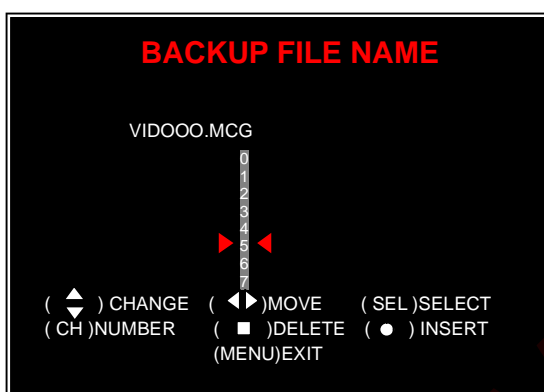 BACKUP FILE NAME
VIDOOO.MCG
0
1
2
3
4
5
6
7
( ) CHANGE ( )MOVE ( SEL )SELECT
( CH )NUMBER ( ■ )DELETE ( ● ) INSERT
(MENU)EXIT